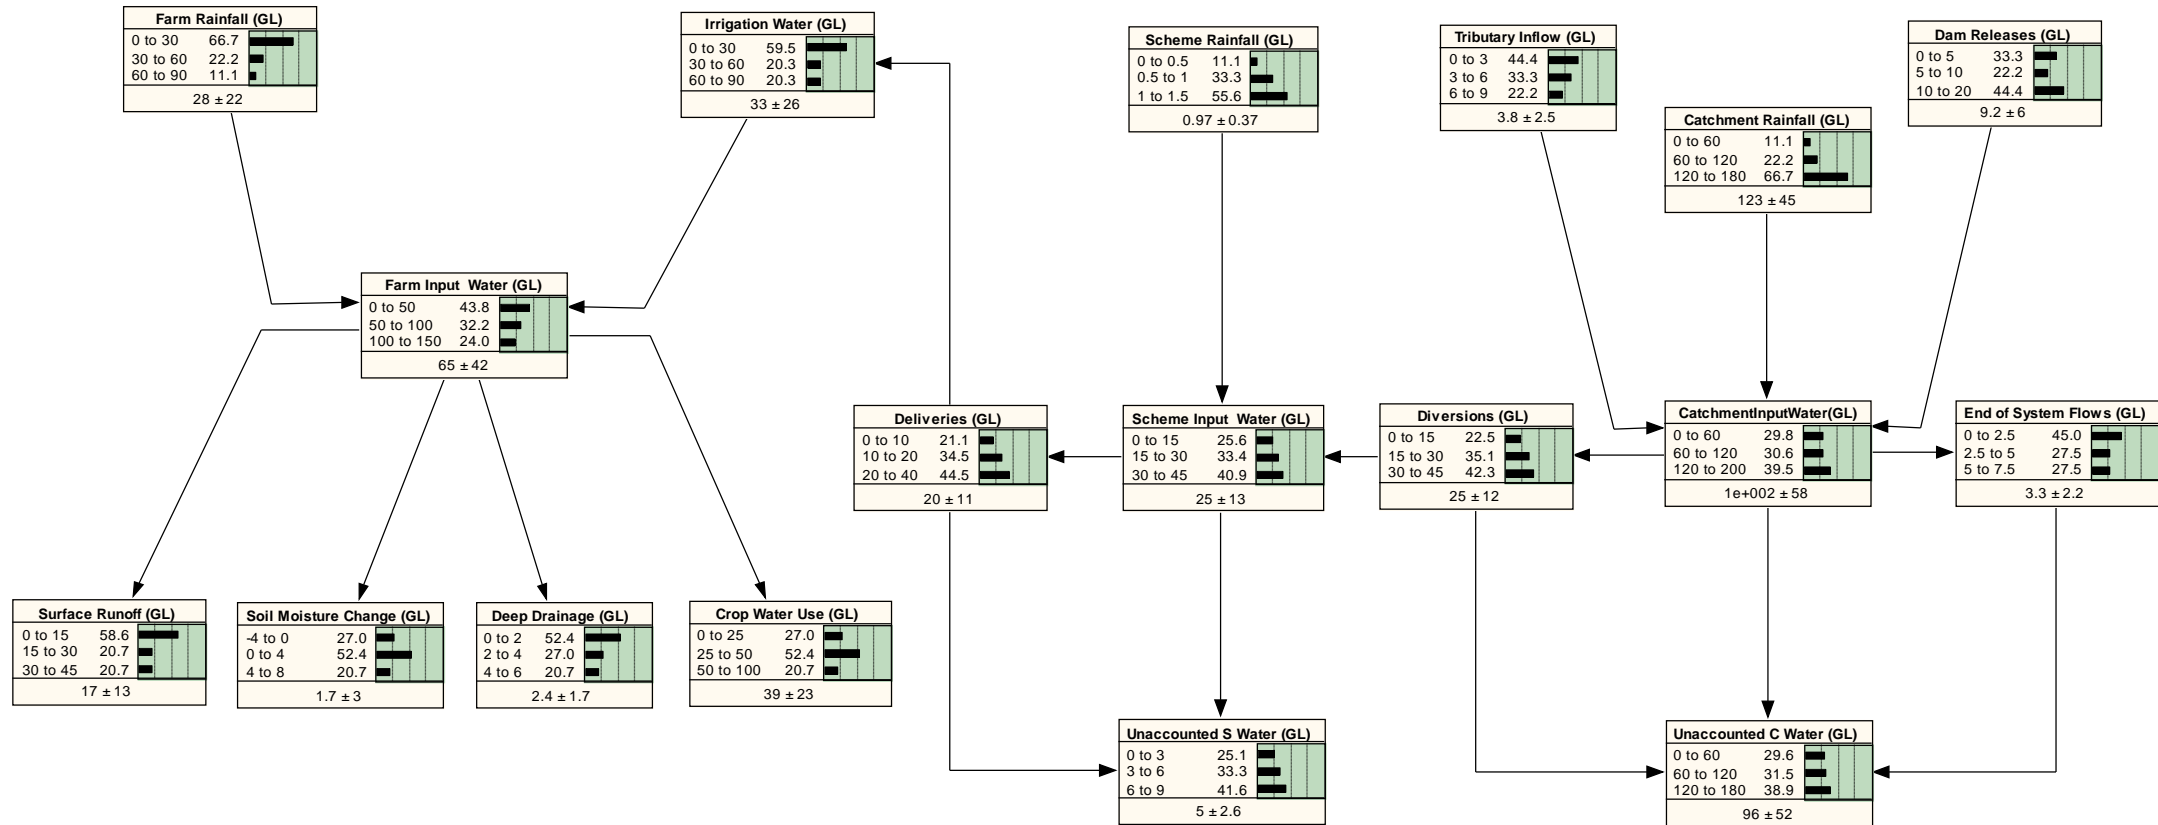 Farm Rainfall (GL)
0 to 30 66.7
30 to 60 22.2
60 to 90 11.1
28 ± 22
Irrigation Water (GL)
0 to 30 59.5
30 to 60 20.3
60 to 90 20.3
33 ± 26
Scheme Rainfall (GL)
0 to 0.5 11.1
0.5 to 1 33.3
1 to 1.5 55.6
0.97 ± 0.37
Tributary Inflow (GL)
0 to 3 44.4
3 to 6 33.3
6 to 9 22.2
3.8 ± 2.5
Catchment Rainfall (GL)
0 to 60 11.1
60 to 120 22.2
120 to 180 66.7
123 ± 45
Dam Releases (GL)
0 to 5 33.3
5 to 10 22.2
10 to 20 44.4
9.2 ± 6
Farm Input Water (GL)
0 to 50 43.8
50 to 100 32.2
100 to 150 24.0
65 ± 42
Deliveries (GL)
0 to 10 21.1
10 to 20 34.5
20 to 40 44.5
20 ± 11
Scheme Input Water (GL)
0 to 15 25.6
15 to 30 33.4
30 to 45 40.9
25 ± 13
Diversions (GL)
0 to 15 22.5
15 to 30 35.1
30 to 45 42.3
25 ± 12
CatchmentInputWater(GL)
0 to 60 29.8
60 to 120 30.6
120 to 200 39.5
1e+002 ± 58
End of System Flows (GL)
0 to 2.5 45.0
2.5 to 5 27.5
5 to 7.5 27.5
3.3 ± 2.2
Surface Runoff (GL)
0 to 15 58.6
15 to 30 20.7
30 to 45 20.7
17 ± 13
Soil Moisture Change (GL)
-4 to 0 27.0
0 to 4 52.4
4 to 8 20.7
1.7 ± 3
Deep Drainage (GL)
0 to 2 52.4
2 to 4 27.0
4 to 6 20.7
2.4 ± 1.7
Crop Water Use (GL)
0 to 25 27.0
25 to 50 52.4
50 to 100 20.7
39 ± 23
Unaccounted S Water (GL)
0 to 3 25.1
3 to 6 33.3
6 to 9 41.6
5 ± 2.6
Unaccounted C Water (GL)
0 to 60 29.6
60 to 120 31.5
120 to 180 38.9
96 ± 52